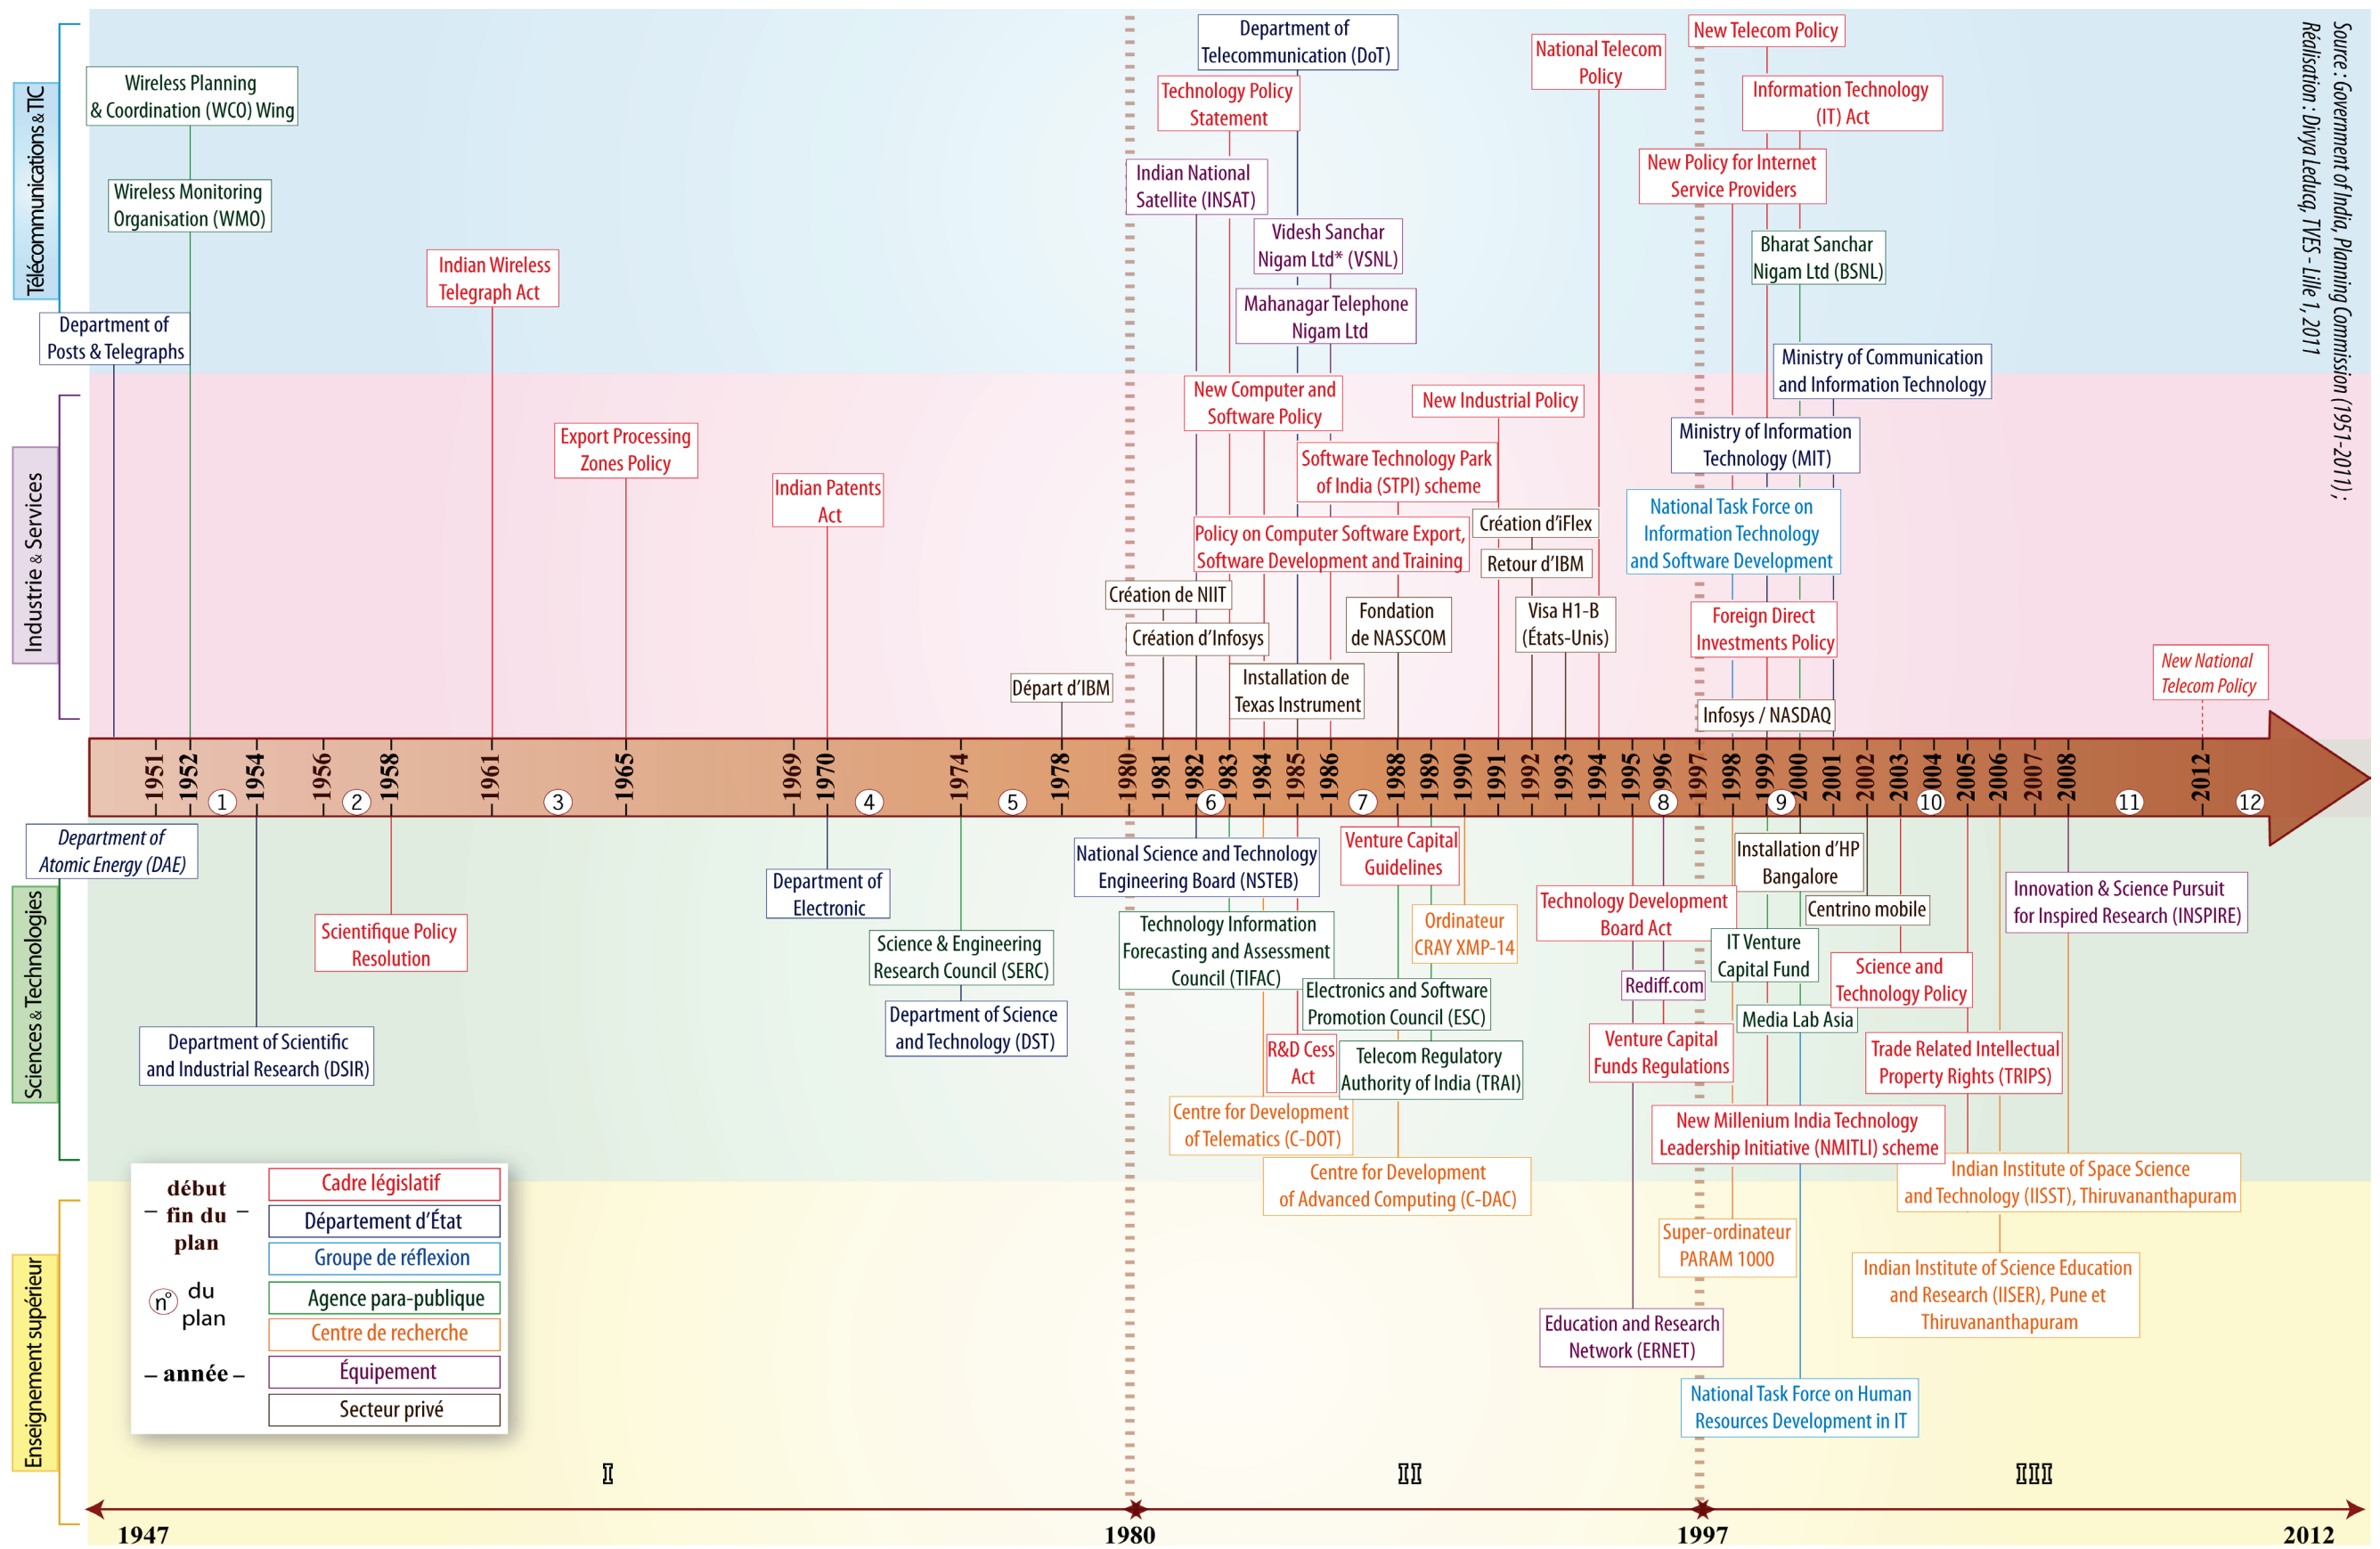 Source : Government of India, Planning Commission (1951-2011) ;
Réalisation : Divya Leducq, TVES - Lille 1, 2011
Télécommunications & TIC
Wireless Planning
& Coordination (WCO) Wing
Wireless Monitoring
Organisation (WMO)
Department of
Posts & Telegraphs
Indian Wireless
Telegraph Act
Department of
Telecommunication (DoT)
Technology Policy
Statement
Indian National
Satellite (INSAT)
Videsh Sanchar
Nigam Ltd* (VSNL)
Mahanagar Telephone
Nigam Ltd
National Telecom
Policy
New Telecom Policy
Information Technology
(IT) Act
New Policy for Internet
Service Providers
Bharat Sanchar
Nigam Ltd (BSNL)
Ministry of Communication
and Information Technology
Industrie & Services
Export Processing
Zones Policy
Indian Patents
Act
Départ d'IBM
New Computer and
Software Policy
New Industrial Policy
Software Technology Park
of India (STPI) scheme
Policy on Computer Software Export,
Software Development and Training
Création d'iFlex
Retour d'IBM
Création de NIIT
Création d'Infosys
Fondation
de NASSCOM
Visa H1-B
(États-Unis)
Installation de
Texas Instrument
Ministry of Information
Technology (MIT)
National Task Force on
Information Technology
and Software Development
Foreign Direct
Investments Policy
Infosys / NASDAQ
New National
Telecom Policy
1951
1952
1954
1956
1958
1961
1965
1969
1970
1974
1978
1980
1981
1982
1983
1984
1985
1986
1988
1989
1990
1991
1992
1993
1994
1995
1996
1997
1998
1999
2000
2001
2002
2003
2004
2005
2006
2007
2008
2012
1
2
3
4
5
6
7
8
9
10
11
12
Sciences & Technologies
Department of
Atomic Energy (DAE)
Scientifique Policy
Resolution
Department of Scientific
and Industrial Research (DSIR)
Department of
Electronic
Science & Engineering
Research Council (SERC)
Department of Science
and Technology (DST)
National Science and Technology
Engineering Board (NSTEB)
Technology Information
Forecasting and Assessment
Council (TIFAC)
Venture Capital
Guidelines
Ordinateur
CRAY XMP-14
Electronics and Software
Promotion Council (ESC)
R&D Cess
Act
Telecom Regulatory
Authority of India (TRAI)
Centre for Development
of Telematics (C-DOT)
Centre for Development
of Advanced Computing (C-DAC)
Technology Development
Board Act
Rediff.com
Venture Capital
Funds Regulations
Installation d'HP
Bangalore
Centrino mobile
IT Venture
Capital Fund
Media Lab Asia
Science and
Technology Policy
Trade Related Intellectual
Property Rights (TRIPS)
New Millenium India Technology
Leadership Initiative (NMITLI) scheme
Innovation & Science Pursuit
for Inspired Research (INSPIRE)
Indian Institute of Space Science
and Technology (IISST), Thiruvananthapuram
Enseignement supérieur
Super-ordinateur
PARAM 1000
Indian Institute of Science Education
and Research (IISER), Pune et
Thiruvananthapuram
Education and Research
Network (ERNET)
National Task Force on Human
Resources Development in IT
début
– fin du –
plan
n° du
plan
– année –
Cadre législatif
Département d'État
Groupe de réflexion
Agence para-publique
Centre de recherche
Équipement
Secteur privé
I
II
III
1947
1980
1997
2012